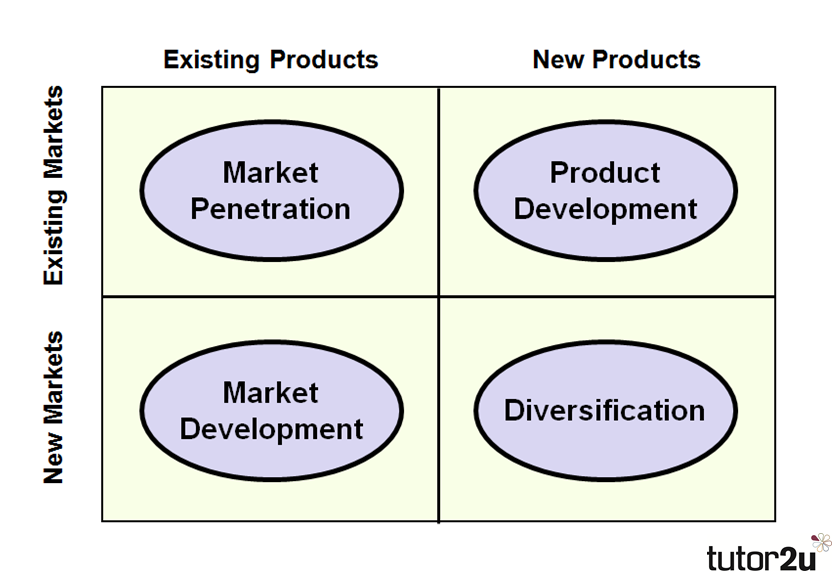 Existing Products
New Products
Existing Markets
Market
Penetration
Product
Development
New Markets
Market
Development
Diversification
tutor2u